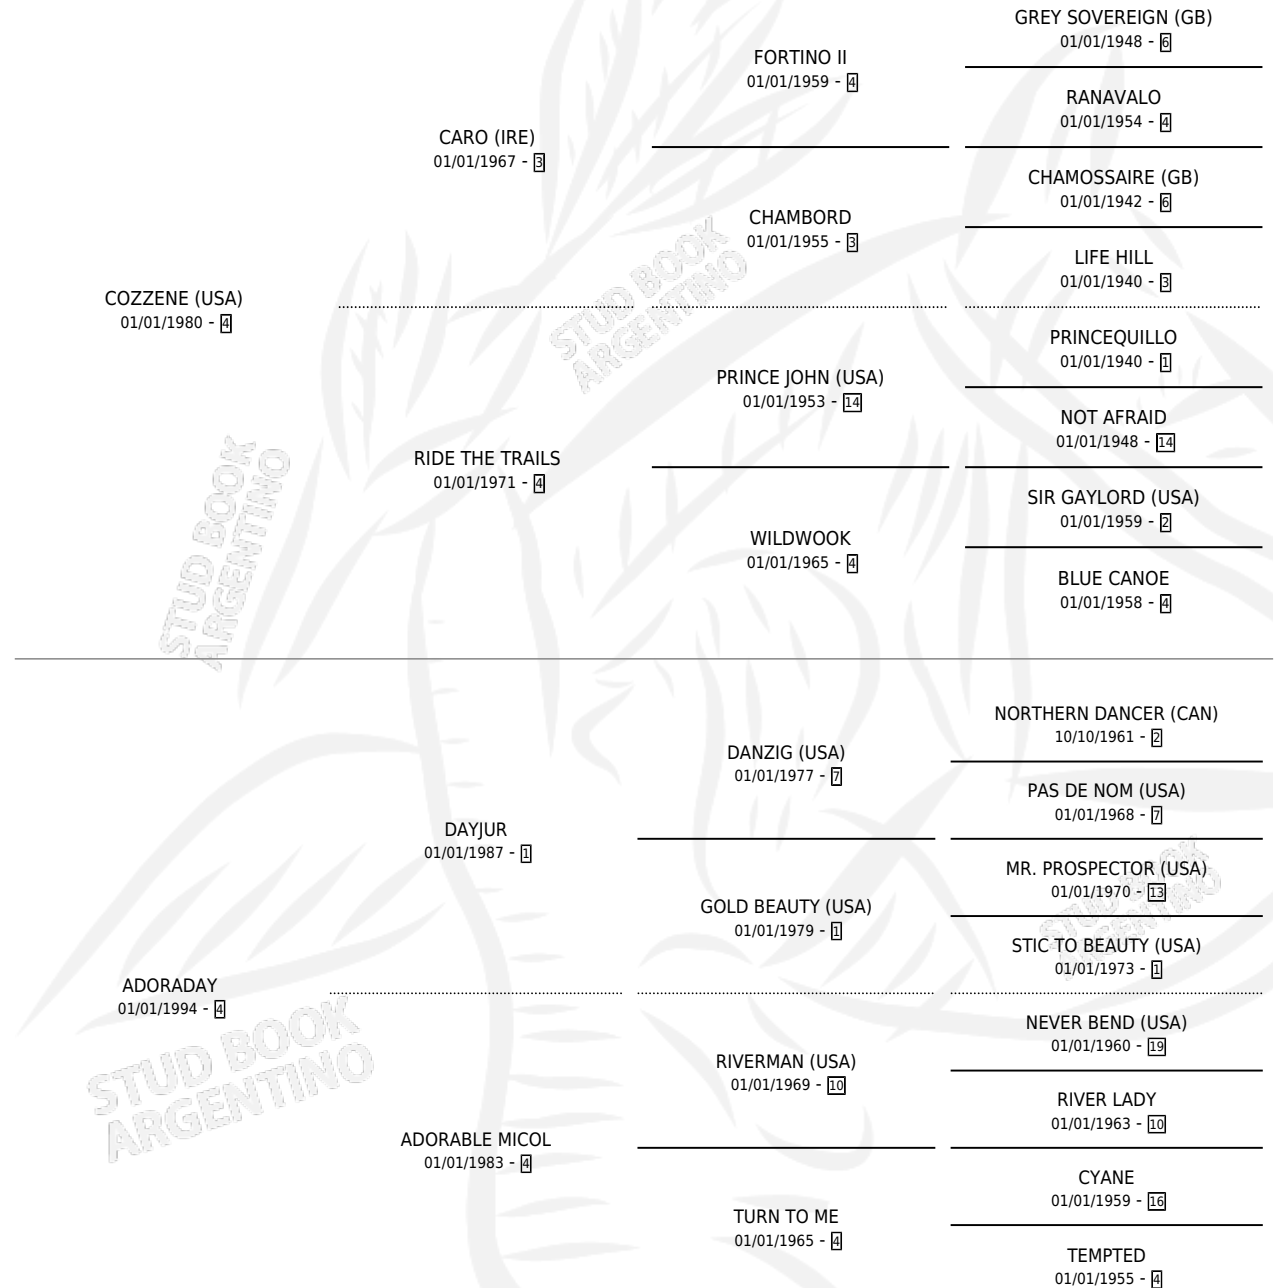 GREY SOVEREIGN (GB)
01/01/1948 - 6
FORTINO II
01/01/1959 - 4
RANAVALO
01/01/1954 - 4
CARO (IRE)
01/01/1967 - 3
CHAMOSSAIRE (GB)
01/01/1942 - 6
CHAMBORD
01/01/1955 - 3
LIFE HILL
01/01/1940 - 3
COZZENE (USA)
01/01/1980 - 4
PRINCEQUILLO
01/01/1940 - 1
PRINCE JOHN (USA)
01/01/1953 - 14
NOT AFRAID
01/01/1948 - 14
RIDE THE TRAILS
01/01/1971 - 4
SIR GAYLORD (USA)
01/01/1959 - 2
WILDWOOK
01/01/1965 - 4
BLUE CANOE
01/01/1958 - 4
STUD BOOK
ARGENTINO
STUD BOOK
ARGENTINO
NORTHERN DANCER (CAN)
10/10/1961 - 2
DANZIG (USA)
01/01/1977 - 7
PAS DE NOM (USA)
01/01/1968 - 7
DAYJUR
01/01/1987 - 1
MR. PROSPECTOR (USA)
01/01/1970 - 13
GOLD BEAUTY (USA)
01/01/1979 - 1
STIC TO BEAUTY (USA)
01/01/1973 - 1
STUD BOOK
ARGENTINO
ADORADAY
01/01/1994 - 4
NEVER BEND (USA)
01/01/1960 - 19
RIVERMAN (USA)
01/01/1969 - 10
RIVER LADY
01/01/1963 - 10
STUD BOOK
ARGENTINO
ADORABLE MICOL
01/01/1983 - 4
CYANE
01/01/1959 - 16
TURN TO ME
01/01/1965 - 4
TEMPTED
01/01/1955 - 4